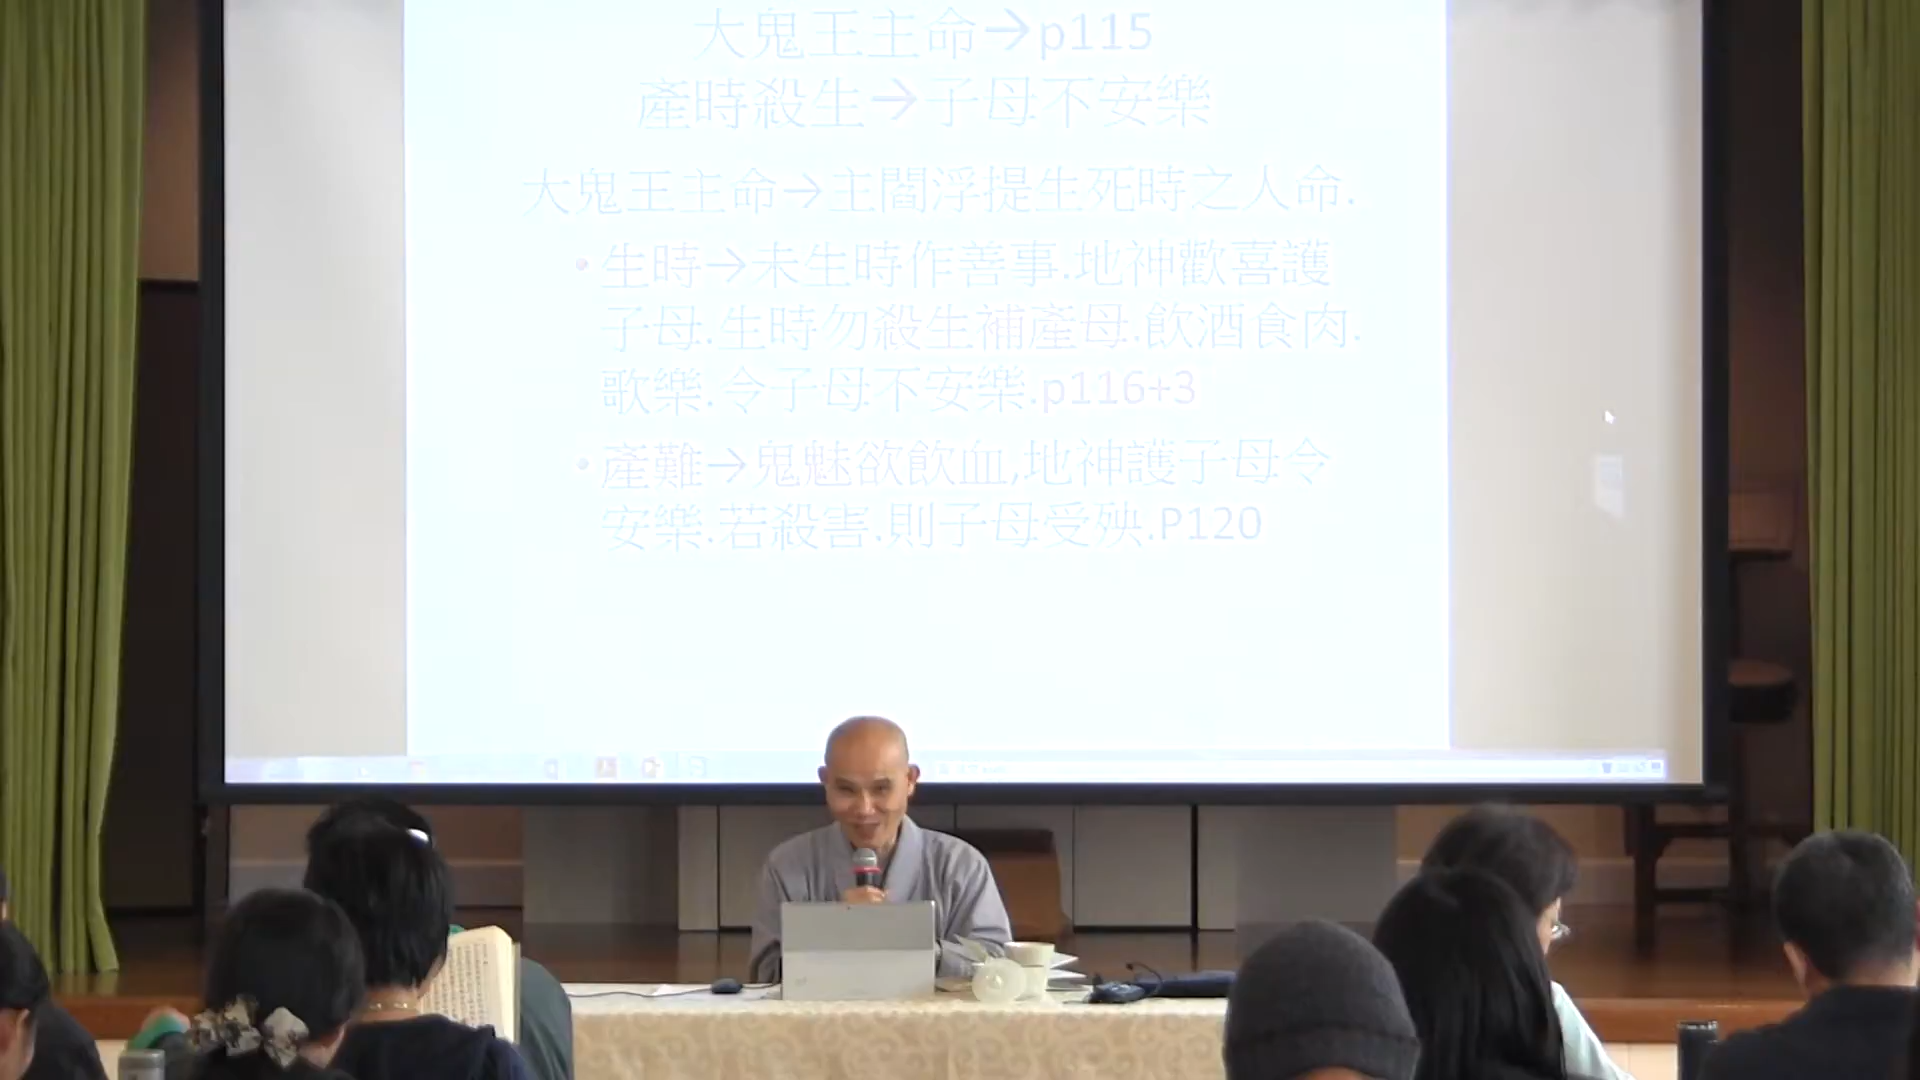 大鬼王主命→p115
產時殺生→子母不安樂
大鬼王主命→主閻浮提生死時之人命.
•生時→未生時作善事.地神歡喜護
子母.生時勿殺生補產母.飲酒食肉.
歌樂.令子母不安樂.p116+3
•產難→鬼魅欲飲血,地神護子母令
安樂.若殺害.則子母受殃.P120